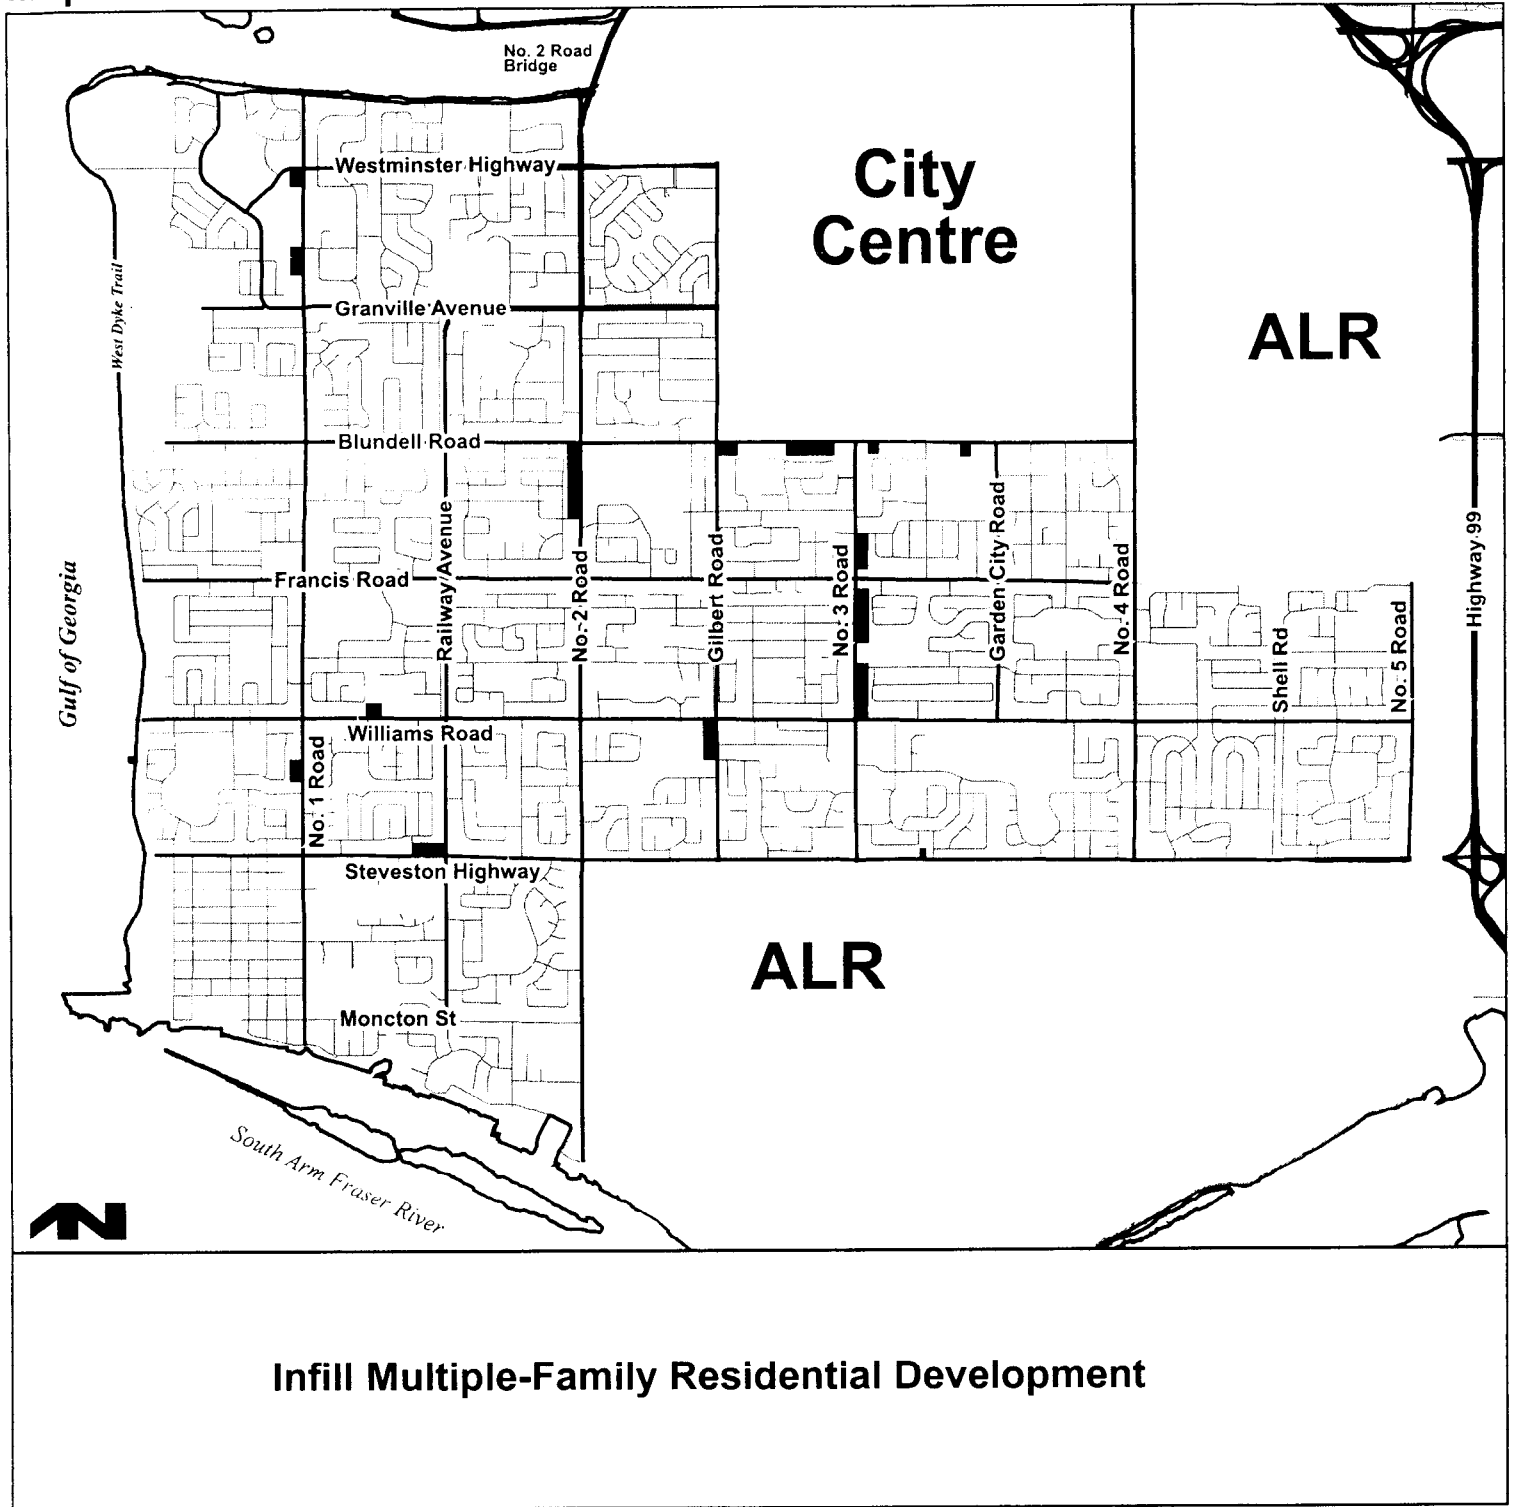 No. 2 Road
Bridge
Westminster Highway
City
Centre
West Dyke Trail
Granville Avenue
ALR
Blundell Road
Gulf of Georgia
Francis Road
Railway Avenue
No. 2 Road
Gilbert Road
No. 3 Road
Garden City Road
No. 4 Road
Shell Rd
No. 5 Road
Highway 99
Williams Road
No. 1 Road
Steveston Highway
ALR
Moncton St
South Arm Fraser River
N
Infill Multiple-Family Residential Development